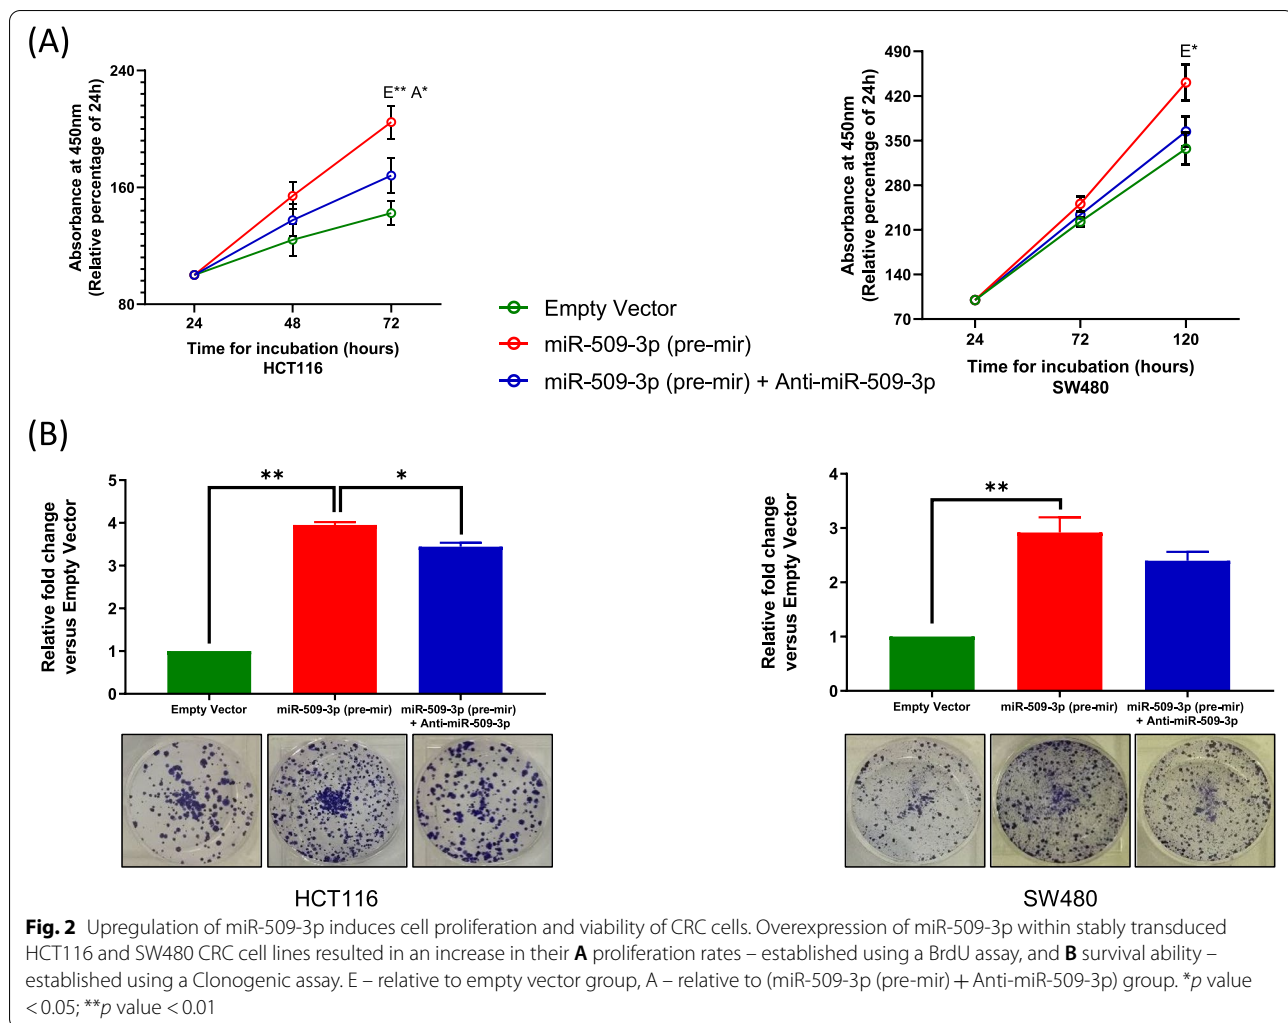 (A)
Absorbance at 450nm
(Relative percentage of 24h)
240
160
80
E** A*
24 48 72
Time for incubation (hours)
HCT116
Empty Vector
miR-509-3p (pre-mir)
miR-509-3p (pre-mir) + Anti-miR-509-3p
Absorbance at 450nm
(Relative percentage of 24h)
490
420
350
280
210
140
70
E*
24 72 120
Time for incubation (hours)
SW480
(B)
Relative fold change
versus Empty Vector
5
4
3
2
1
0
** *
Empty Vector miR-509-3p (pre-mir) miR-509-3p (pre-mir)
+ Anti-miR-509-3p
HCT116
Relative fold change
versus Empty Vector
4
3
2
1
0
**
Empty Vector miR-509-3p (pre-mir) miR-509-3p (pre-mir)
+ Anti-miR-509-3p
SW480
Fig. 2 Upregulation of miR-509-3p induces cell proliferation and viability of CRC cells. Overexpression of miR-509-3p within stably transduced
HCT116 and SW480 CRC cell lines resulted in an increase in their A proliferation rates – established using a BrdU assay, and B survival ability –
established using a Clonogenic assay. E – relative to empty vector group, A – relative to (miR-509-3p (pre-mir) + Anti-miR-509-3p) group. *p value
< 0.05; **p value < 0.01